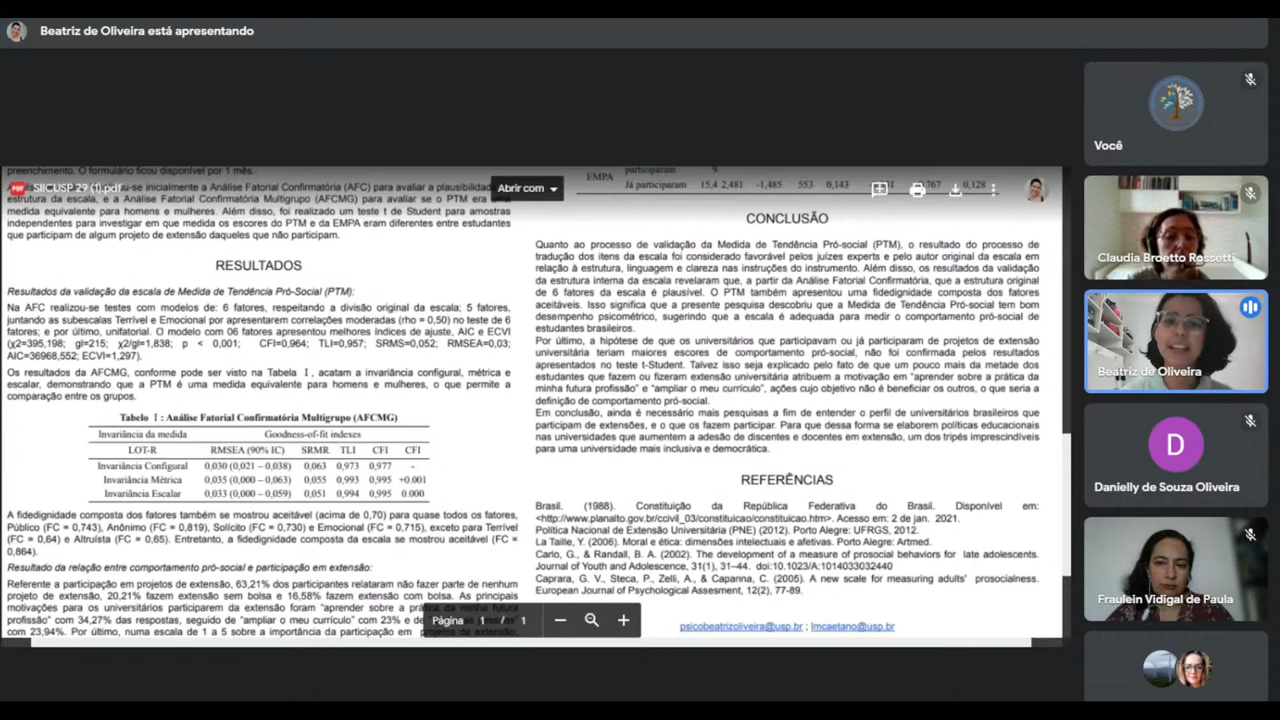 Beatriz de Oliveira está apresentando
preenchimento. O formulário ficou disponível por 1 mês.
SIICUSP 29 (1).pdf
Abrir com
se inicialmente a Análise Fatorial Confirmatória (AFC) para avaliar a plausibilidade
estrutura da escala, e a Análise Fatorial Confirmatória Multigrupo (AFCMG) para avaliar se o PTM era uma
medida equivalente para homens e mulheres. Além disso, foi realizado um teste t de Student para amostras
independentes para investigar em que medida os escores do PTM e da EMPA eram diferentes entre estudantes
que participam de algum projeto de extensão daqueles que não participam.
RESULTADOS
Resultados da validação da escala de Medida de Tendência Pró-Social (PTM):
Na AFC realizou-se testes com modelos de: 6 fatores, respeitando a divisão original da escala; 5 fatores,
juntando as subescalas Terrível e Emocional por apresentarem correlações moderadas (rho = 0,50) no teste de 6
fatores; e por último, unifatorial. O modelo com 06 fatores apresentou melhores índices de ajuste, AIC e ECVI
(χ2=395,198; gl=215; χ2/gl=1,838; p < 0,001; CFI=0,964; TLI=0,957; SRMS=0,052; RMSEA=0,03;
AIC=36968,552; ECVI=1,297).
Os resultados da AFCMG, conforme pode ser visto na Tabela I, acatam a invariância configural, métrica e
escalar, demonstrando que a PTM é uma medida equivalente para homens e mulheres, o que permite a
comparação entre os grupos.
Tabelo I: Análise Fatorial Confirmatória Multigrupo (AFCMG)
Invariância da medida Goodness-of-fit indexes
LOT-R RMSEA (90% IC) SRMR TLI CFI CFI
Invariância Configural 0,030 (0,021 – 0,038) 0,063 0,973 0,977 -
Invariância Métrica 0,035 (0,000 – 0,063) 0,055 0,993 0,995 +0.001
Invariância Escalar 0,033 (0,000 – 0,059) 0,051 0,994 0,995 0.000
A fidedignidade composta dos fatores também se mostrou aceitável (acima de 0,70) para quase todos os fatores,
Público (FC = 0,743), Anônimo (FC = 0,819), Solícito (FC = 0,730) e Emocional (FC = 0,715), exceto para Terrível
(FC = 0,64) e Altruísta (FC = 0,65). Entretanto, a fidedignidade composta da escala se mostrou aceitável (FC =
0,864).
Resultado da relação entre comportamento pró-social e participação em extensão:
Referente a participação em projetos de extensão, 63,21% dos participantes relataram não fazer parte de nenhum
projeto de extensão, 20,21% fazem extensão sem bolsa e 16,58% fazem extensão com bolsa. As principais
motivações para os universitários participarem da extensão foram "aprender sobre a prática da minha futura
profissão" com 34,27% das respostas, seguido de "ampliar o meu currículo" com 23% e de
com 23,94%. Por último, numa escala de 1 a 5 sobre a importância da participação em projetos de extensão,
Página 1 / 1
EMPA
participaram 9
Já participam 15,4 2,481 -1,485 553 0,143 ,767 0,128
CONCLUSÃO
Quanto ao processo de validação da Medida de Tendência Pró-social (PTM), o resultado do processo de
tradução dos itens da escala foi considerado favorável pelos juízes experts e pelo autor original da escala em
relação à estrutura, linguagem e clareza nas instruções do instrumento. Além disso, os resultados da validação
da estrutura interna da escala revelaram que, a partir da Análise Fatorial Confirmatória, que a estrutura original
de 6 fatores da escala é plausível. O PTM também apresentou uma fidedignidade composta dos fatores
aceitáveis. Isso significa que a presente pesquisa descobriu que a Medida de Tendência Pró-social tem bom
desempenho psicométrico, sugerindo que a escala é adequada para medir o comportamento pró-social de
estudantes brasileiros.
Por último, a hipótese de que os universitários que participavam ou já participaram de projetos de extensão
universitária teriam maiores escores de comportamento pró-social, não foi confirmada pelos resultados
apresentados no teste t-Student. Talvez isso seja explicado pelo fato de que um pouco mais da metade dos
estudantes que fazem ou fizeram extensão universitária atribuem a motivação em "aprender sobre a prática da
minha futura profissão" e "ampliar o meu currículo", ações cujo objetivo não é beneficiar os outros, o que seria a
definição de comportamento pró-social.
Em conclusão, ainda é necessário mais pesquisas a fim de entender o perfil de universitários brasileiros que
participam de extensões, e o que os fazem participar. Para que dessa forma se elaborem políticas educacionais
nas universidades que aumentem a adesão de discentes e docentes em extensão, um dos tripés imprescindíveis
para uma universidade mais inclusiva e democrática.
REFERÊNCIAS
Brasil. (1988). Constituição da República Federativa do Brasil. Disponível em:
<http://www.planalto.gov.br/ccivil_03/constituicao/constituicao.htm>. Acesso em: 2 de jan. 2021.
Política Nacional de Extensão Universitária (PNE) (2012). Porto Alegre: UFRGS, 2012.
La Taille, Y. (2006). Moral e ética: dimensões intelectuais e afetivas. Porto Alegre: Artmed.
Carlo, G., & Randall, B. A. (2002). The development of a measure of prosocial behaviors for late adolescents.
Journal of Youth and Adolescence, 31(1), 31–44. doi:10.1023/A:1014033032440
Caprara, G. V., Steca, P., Zelli, A., & Capanna, C. (2005). A new scale for measuring adults' prosocialness.
European Journal of Psychological Assesment, 12(2), 77-89.
psicobeatrizoliveira@usp.br ; lmcaetano@usp.br
Você
Claudia Broetto Rossetti
Beatriz de Oliveira
D
Danielly de Souza Oliveira
Fraulein Vidigal de Paula